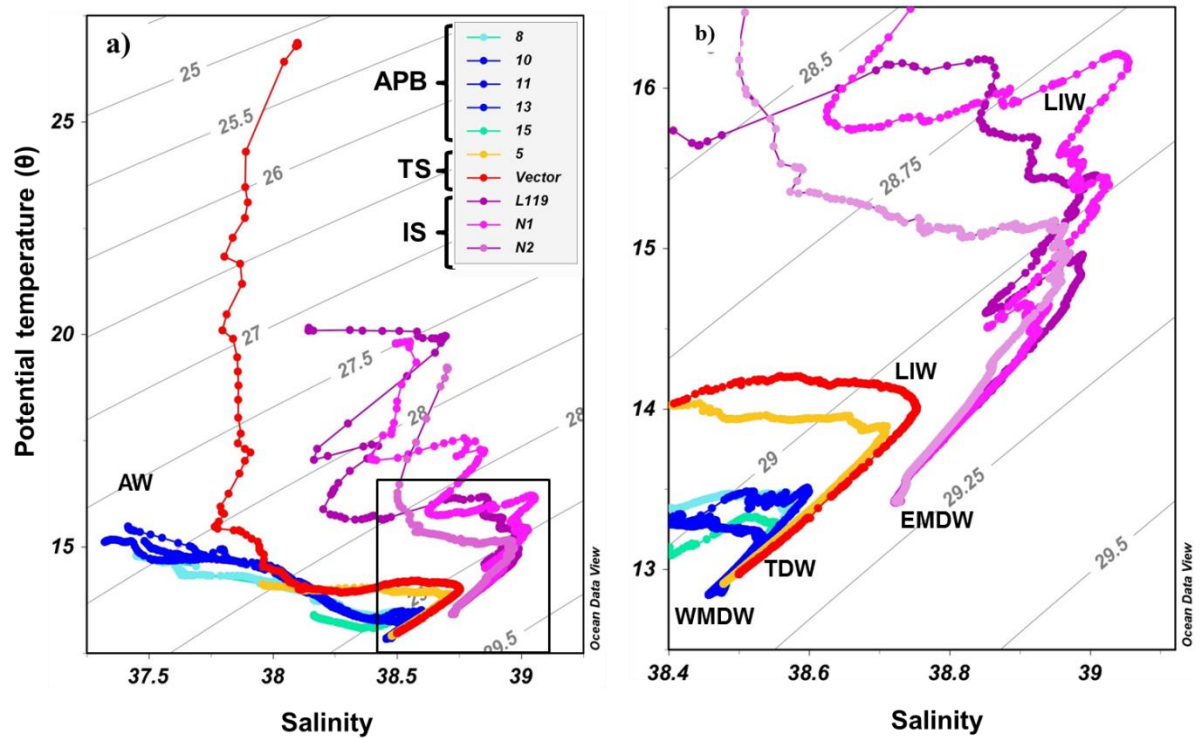 a)
25
25.5
26
27
27.5
28
28
29
29.5
APB
TS
IS
8
10
11
13
15
5
Vector
L119
N1
N2
AW
Potential temperature (θ)
25
20
15
37.5
38
38.5
39
Salinity
Ocean Data View
b)
28.5
28.75
29
29.25
29.5
LIW
LIW
EMDW
TDW
WMDW
16
15
14
13
38.4
38.6
38.8
39
Salinity
Ocean Data View